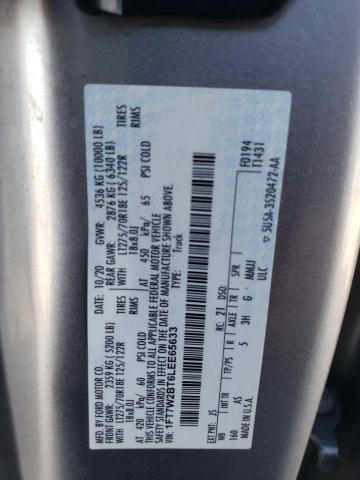 MFD. BY FORD MOTOR CO.
DATE: 10/20 GVWR: 4536 KG (10000 LB)
FRONT GAWR: 2359 KG ( 5200 LB) REAR GAWR: 2876 KG ( 6340 LB)
LT275/70R18E 125/122R WITH TIRES LT275/70R18E 125/122R WITH TIRES
18x8.0J RIMS 18x8.0J RIMS
AT 420 kPa/ 60 PSI COLD AT 450 kPa/ 65 PSI COLD
THIS VEHICLE CONFORMS TO ALL APPLICABLE FEDERAL MOTOR VEHICLE
SAFETY STANDARDS IN EFFECT ON THE DATE OF MANUFACTURE SHOWN ABOVE.
VIN: 1FT7W2BT6LEE65633
TYPE: Truck
F0194
T1431
EXT PNT: JS RC: 21 DSO:
WB INT TR TP/PS R AXLE TR SPR
160 AS 5 3H G MMUJ
MADE IN U.S.A. ULC
5U5A-3520472-AA